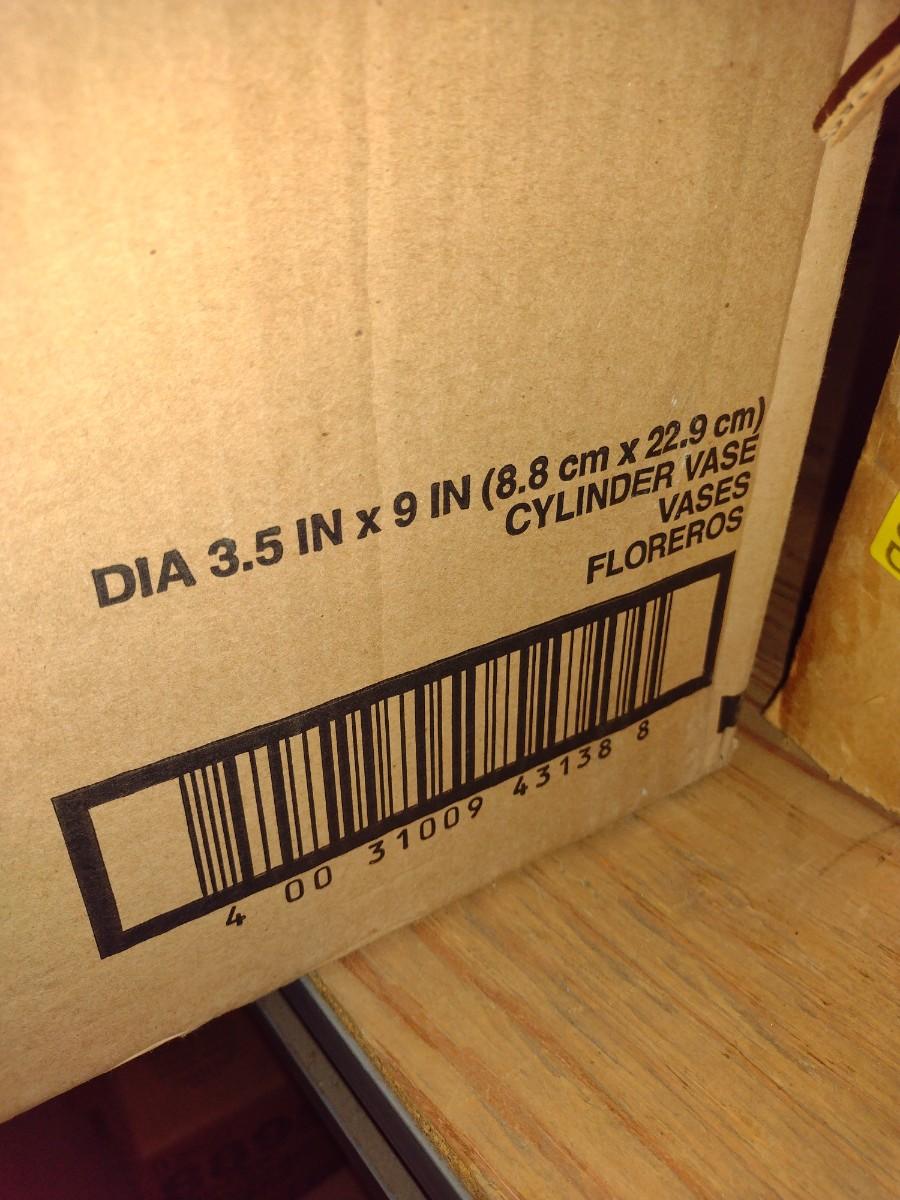 DIA 3.5 IN x 9 IN (8.8 cm x 22.9 cm)
CYLINDER VASE
VASES
FLOREROS
4 00 31009 43138 8